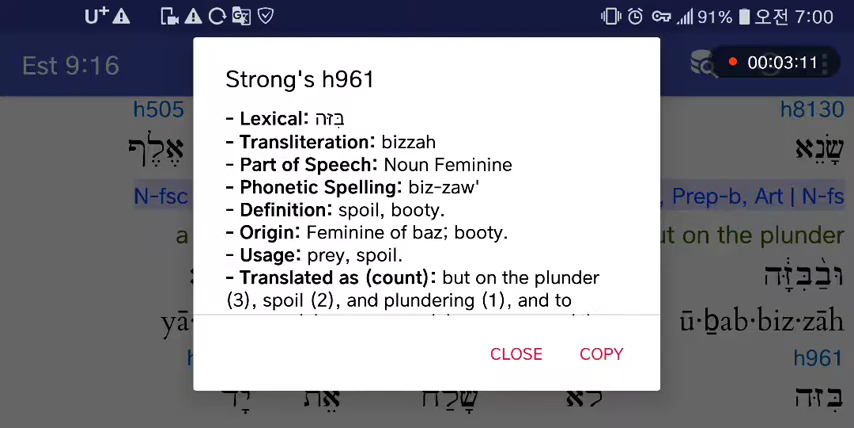 U+ 91% 오전 7:00
Est 9:16 00:03:11
h505 h8130
אֶלֶף שָׂנֵא
N-fsc , Prep-b, Art | N-fs
a ut on the plunder
וּבַ֨בִּזָּ֔ה
yā· ū·ḇab·biz·zāh
h961
יָד אֵת שָׁלַח לֹא בִּזָּה
Strong's h961
- Lexical: בִּזָּה
- Transliteration: bizzah
- Part of Speech: Noun Feminine
- Phonetic Spelling: biz-zaw'
- Definition: spoil, booty.
- Origin: Feminine of baz; booty.
- Usage: prey, spoil.
- Translated as (count): but on the plunder
(3), spoil (2), and plundering (1), and to
CLOSE COPY